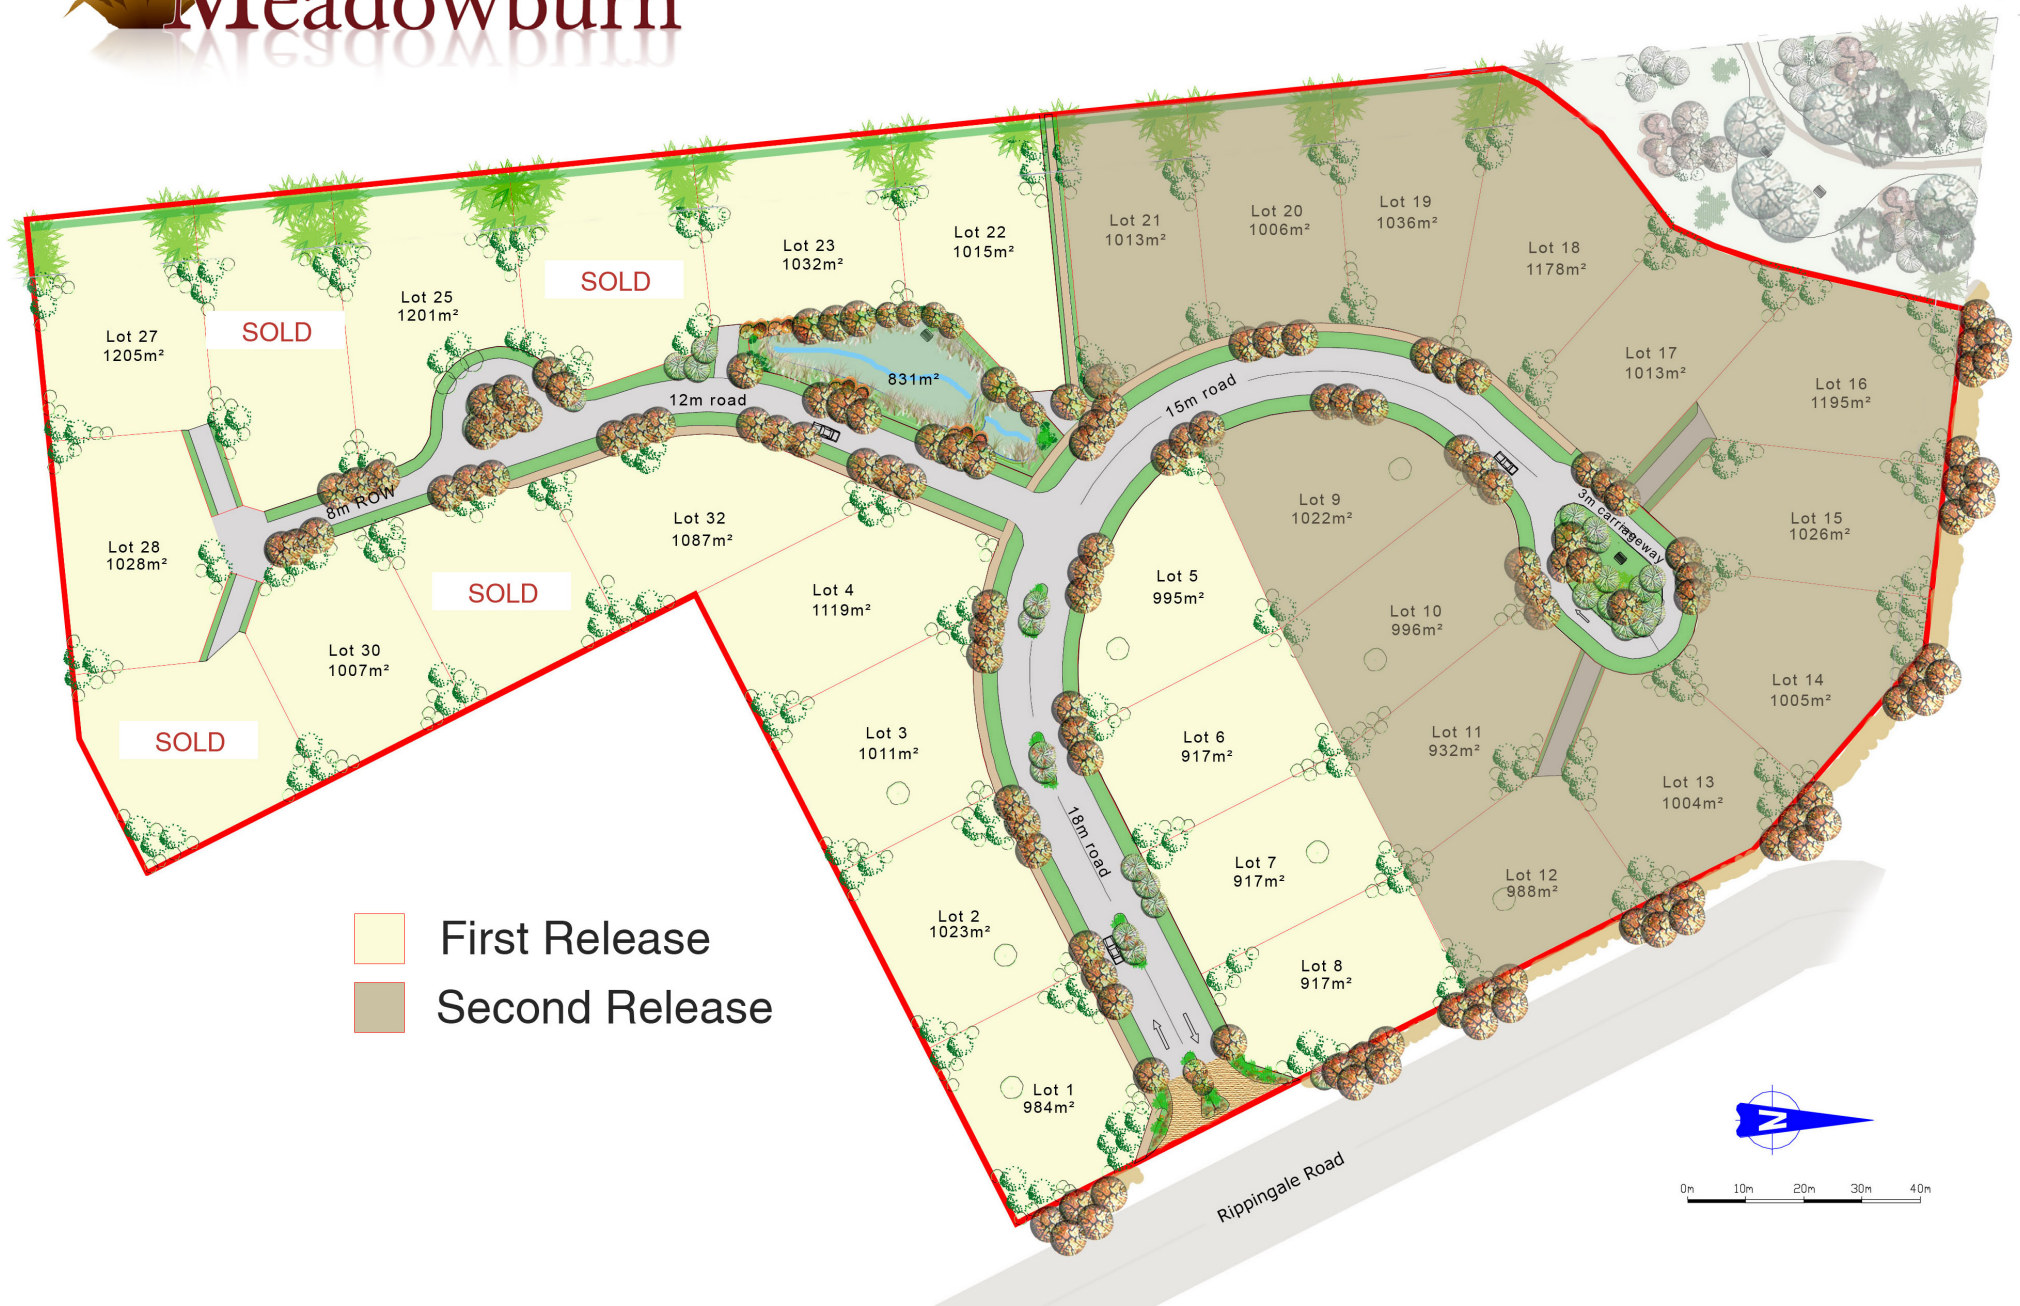 Meadowburn
Lot 22
1015m²
Lot 23
1032m²
SOLD
Lot 25
1201m²
SOLD
Lot 27
1205m²
Lot 21
1013m²
Lot 20
1006m²
Lot 19
1036m²
Lot 18
1178m²
Lot 17
1013m²
Lot 16
1195m²
831m²
12m road
15m road
8m ROW
3m carriageway
Lot 28
1028m²
Lot 32
1087m²
SOLD
Lot 30
1007m²
SOLD
Lot 4
1119m²
Lot 5
995m²
Lot 9
1022m²
Lot 10
996m²
Lot 15
1026m²
Lot 14
1005m²
Lot 3
1011m²
Lot 6
917m²
Lot 11
932m²
Lot 13
1004m²
18m road
Lot 2
1023m²
Lot 7
917m²
Lot 12
988m²
Lot 8
917m²
Lot 1
984m²
First Release
Second Release
Rippingale Road
N
0m 10m 20m 30m 40m